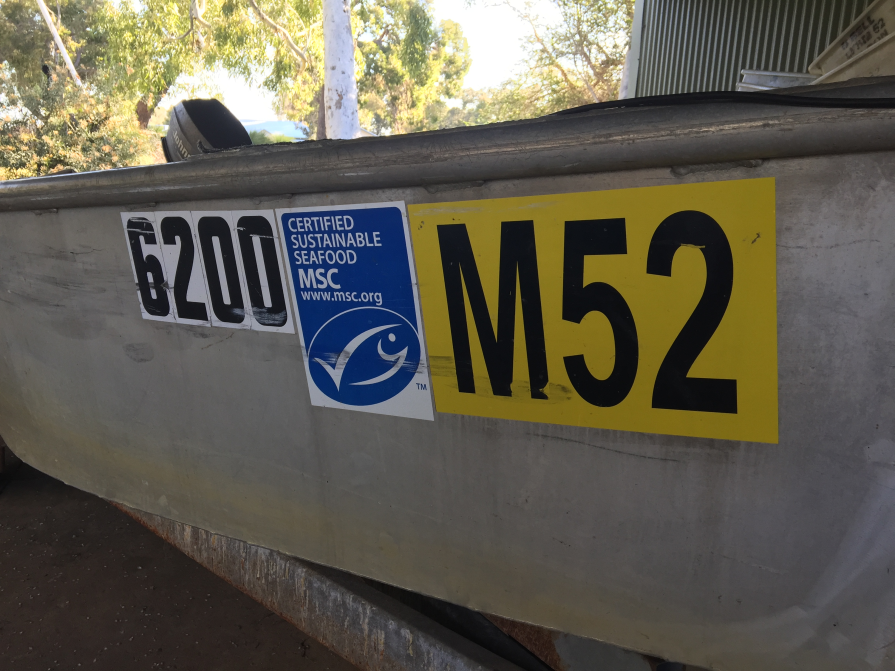 6200
CERTIFIED
SUSTAINABLE
SEAFOOD
MSC
www.msc.org
TM
M52